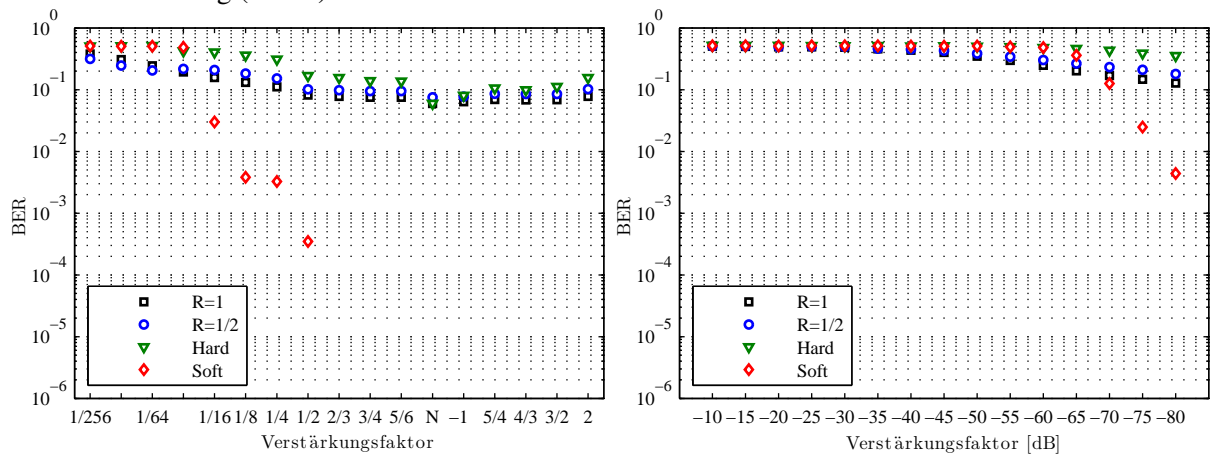 10^0
10^-1
10^-2
10^-3
10^-4
10^-5
10^-6
BER
R=1
R=1/2
Hard
Soft
1/256 1/64 1/16 1/8 1/4 1/2 2/3 3/4 5/6 N −1 5/4 4/3 3/2 2
Verstärkungsfaktor
10^0
10^-1
10^-2
10^-3
10^-4
10^-5
10^-6
BER
R=1
R=1/2
Hard
Soft
−10 −15 −20 −25 −30 −35 −40 −45 −50 −55 −60 −65 −70 −75 −80
Verstärkungsfaktor [dB]